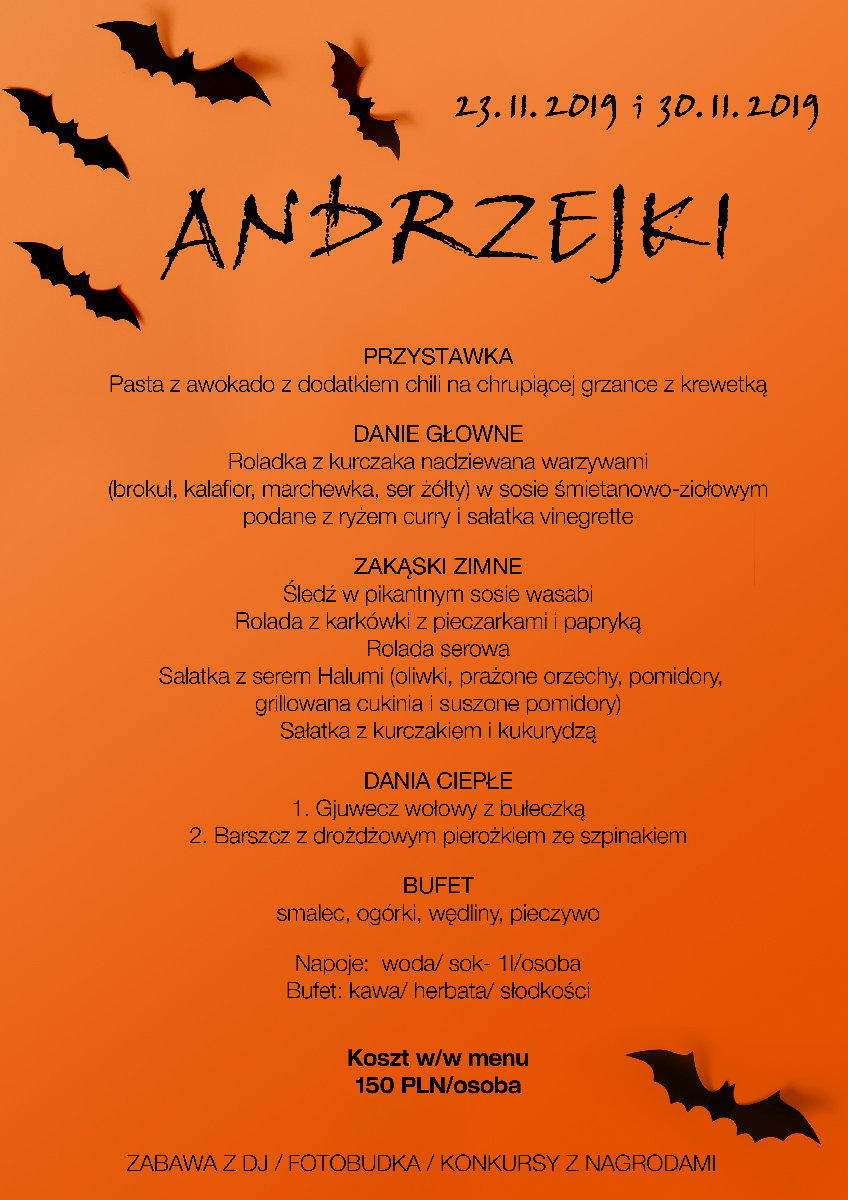 23.11.2019 i 30.11.2019
ANDRZEJKI
PRZYSTAWKA
Pasta z awokado z dodatkiem chili na chrupiącej grzance z krewetką
DANIE GŁOWNE
Roladka z kurczaka nadziewana warzywami
(brokuł, kalafior, marchewka, ser żółty) w sosie śmietanowo-ziołowym
podane z ryżem curry i sałatka vinegrette
ZAKĄSKI ZIMNE
Śledź w pikantnym sosie wasabi
Rolada z karkówki z pieczarkami i papryką
Rolada serowa
Sałatka z serem Halumi (oliwki, prażone orzechy, pomidory,
grillowana cukinia i suszone pomidory)
Sałatka z kurczakiem i kukurydzą
DANIA CIEPŁE
1. Gjuwecz wołowy z bułeczką
2. Barszcz z drożdżowym pierożkiem ze szpinakiem
BUFET
smalec, ogórki, wędliny, pieczywo
Napoje: woda/ sok- 1l/osoba
Bufet: kawa/ herbata/ słodkości
Koszt w/w menu
150 PLN/osoba
ZABAWA Z DJ / FOTOBUDKA / KONKURSY Z NAGRODAMI